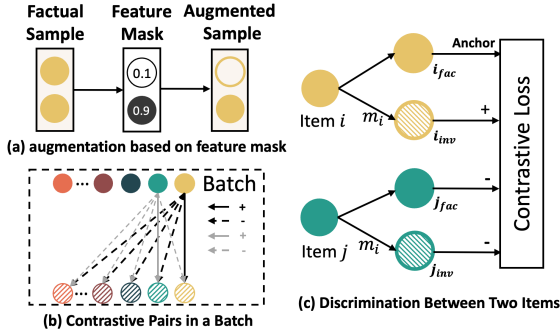 Factual
Sample
Feature
Mask
Augmented
Sample
0.1
0.9
(a) augmentation based on feature mask
Batch
+
-
+
-
(b) Contrastive Pairs in a Batch
Item i
m_i
Anchor
i_fac
+
i_inv
Item j
m_i
-
j_fac
-
j_inv
Contrastive Loss
(c) Discrimination Between Two Items